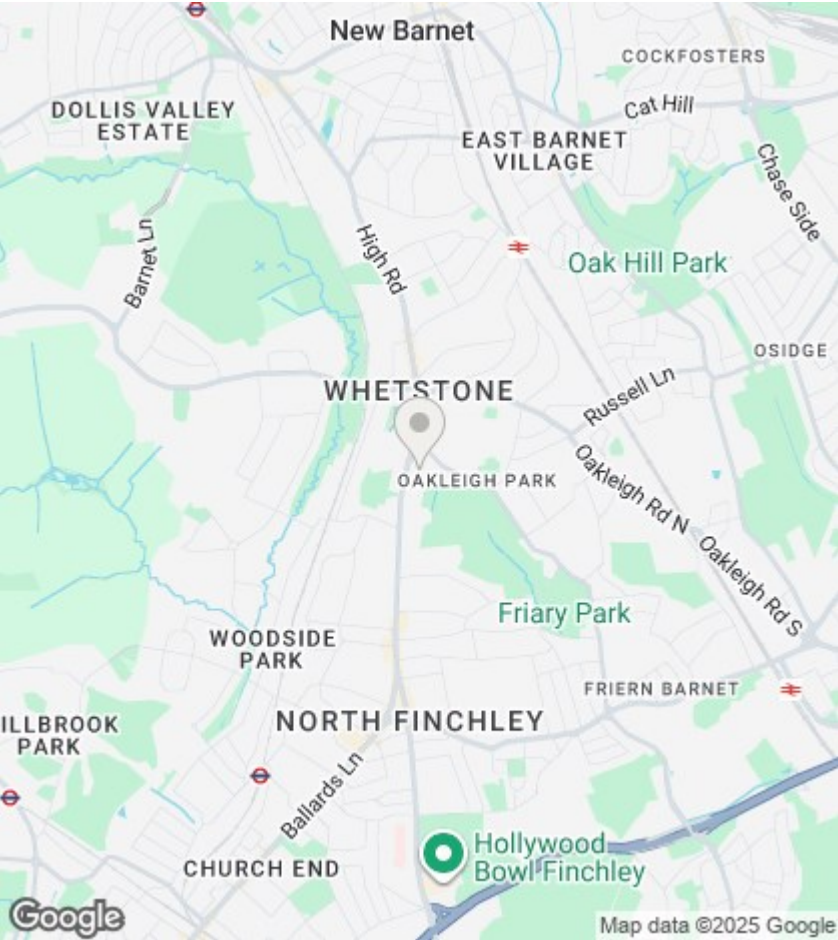 New Barnet
COCKFOSTERS
DOLLIS VALLEY
ESTATE
Cat Hill
EAST BARNET
VILLAGE
Chase Side
Barnet Ln
High Rd
Oak Hill Park
OSIDGE
WHETSTONE
Russell Ln
OAKLEIGH PARK
Oakleigh Rd N
Oakleigh Rd S
Friary Park
WOODSIDE
PARK
FRIERN BARNET
ILLBROOK
PARK
NORTH FINCHLEY
Ballards Ln
Hollywood
Bowl Finchley
CHURCH END
Google
Map data ©2025 Google